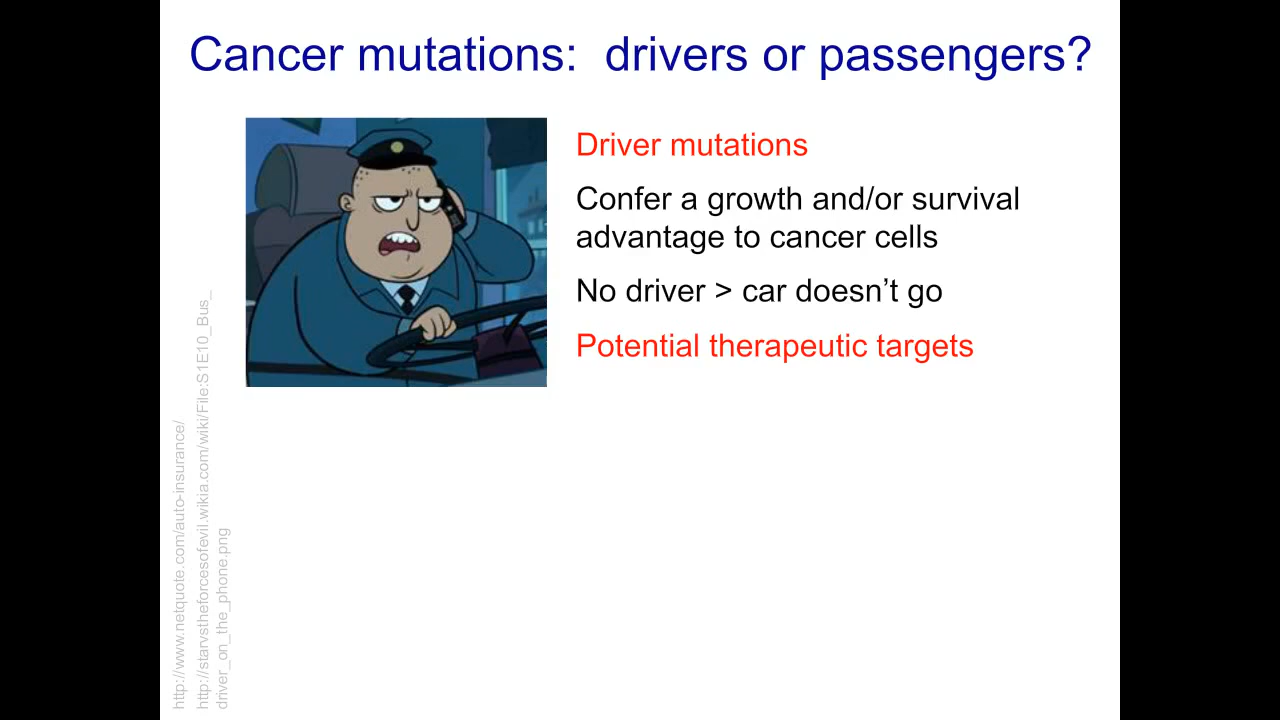 Cancer mutations: drivers or passengers?
Driver mutations
Confer a growth and/or survival
advantage to cancer cells
No driver > car doesn’t go
Potential therapeutic targets
http://www.netquote.com/auto-insurance/
http://starvstheforcesofevil.wikia.com/wiki/File:S1E10_Bus_
driver_on_the_phone.png